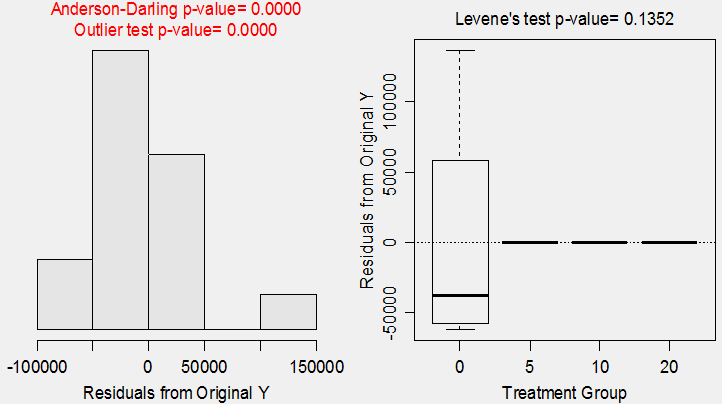 Anderson-Darling p-value= 0.0000
Outlier test p-value= 0.0000
-100000
0
50000
150000
Residuals from Original Y
Levene's test p-value= 0.1352
Residuals from Original Y
100000
50000
0
-50000
0
5
10
20
Treatment Group